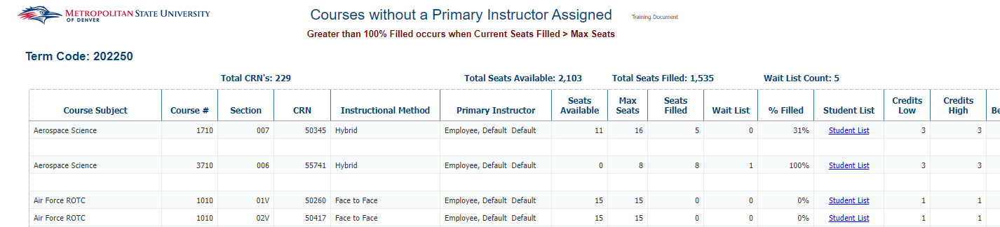 METROPOLITAN STATE UNIVERSITY
OF DENVER
Courses without a Primary Instructor Assigned
Training Document
Greater than 100% Filled occurs when Current Seats Filled > Max Seats
Term Code: 202250
Total CRN's: 229 Total Seats Available: 2,103 Total Seats Filled: 1,535 Wait List Count: 5
Course Subject Course # Section CRN Instructional Method Primary Instructor Seats Available Max Seats Seats Filled Wait List % Filled Student List Credits Low Credits High Be
Aerospace Science 1710 007 50345 Hybrid Employee, Default Default 11 16 5 0 31% Student List 3 3
Aerospace Science 3710 006 55741 Hybrid Employee, Default Default 0 8 8 1 100% Student List 3 3
Air Force ROTC 1010 01V 50260 Face to Face Employee, Default Default 15 15 0 0 0% Student List 1 1
Air Force ROTC 1010 02V 50417 Face to Face Employee, Default Default 15 15 0 0 0% Student List 1 1